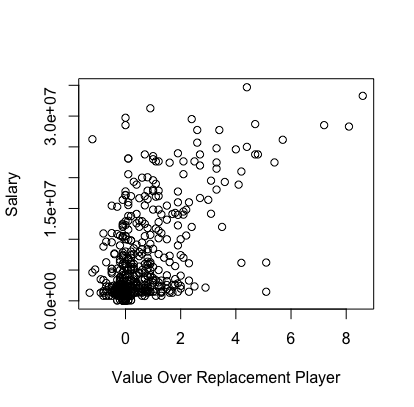 Salary
3.0e+07
1.5e+07
0.0e+00
0 2 4 6 8
Value Over Replacement Player